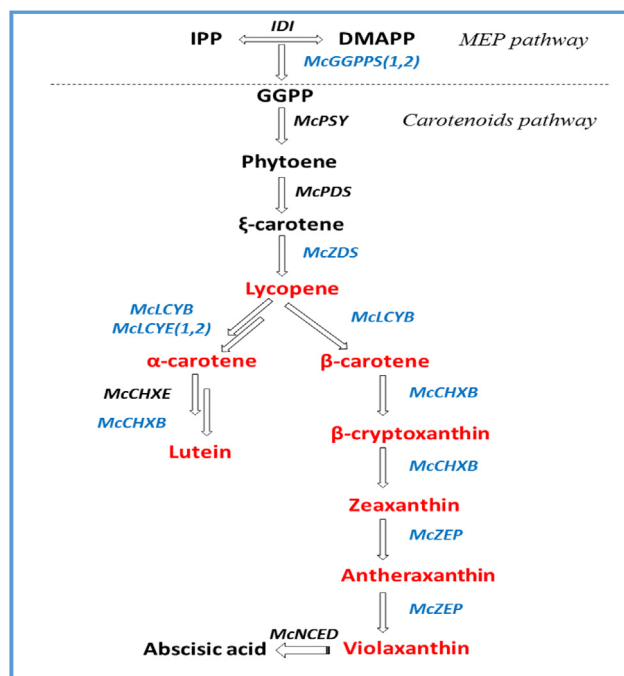 IDI
IPP DMAPP MEP pathway
McGGPPS(1,2)
GGPP
McPSY Carotenoids pathway
Phytoene
McPDS
ξ-carotene
McZDS
Lycopene
McLCYB McLCYB
McLCYE(1,2)
α-carotene β-carotene
McCHXE McCHXB
McCHXB
β-cryptoxanthin
Lutein
McCHXB
Zeaxanthin
McZEP
Antheraxanthin
McZEP
McNCED
Abscisic acid Violaxanthin